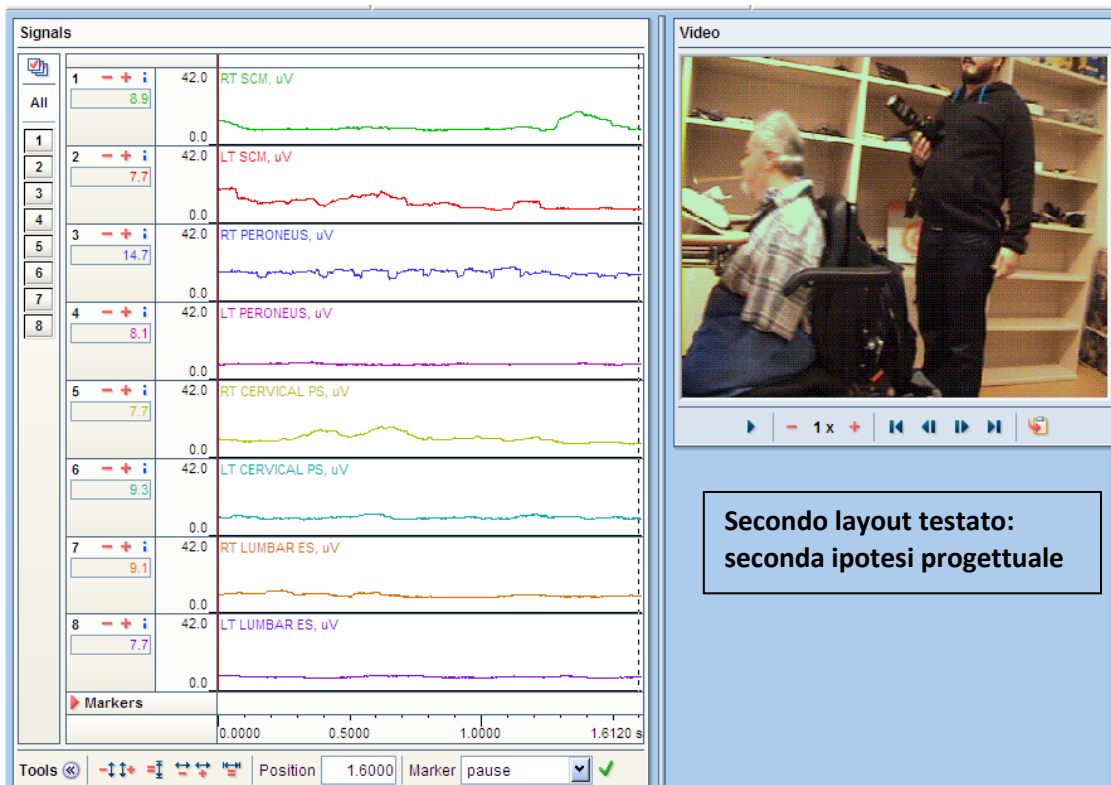 Signals
All
1
2
3
4
5
6
7
8
1 − + i 42.0 RT SCM, uV
8.9
0.0
2 − + i 42.0 LT SCM, uV
7.7
0.0
3 − + i 42.0 RT PERONEUS, uV
14.7
0.0
4 − + i 42.0 LT PERONEUS, uV
8.1
0.0
5 − + i 42.0 RT CERVICAL PS, uV
7.7
0.0
6 − + i 42.0 LT CERVICAL PS, uV
9.3
0.0
7 − + i 42.0 RT LUMBAR ES, uV
9.1
0.0
8 − + i 42.0 LT LUMBAR ES, uV
7.7
0.0
Markers
0.0000 0.5000 1.0000 1.6120 s
Tools Position 1.6000 Marker pause
Video
− 1 x +
Secondo layout testato:
seconda ipotesi progettuale